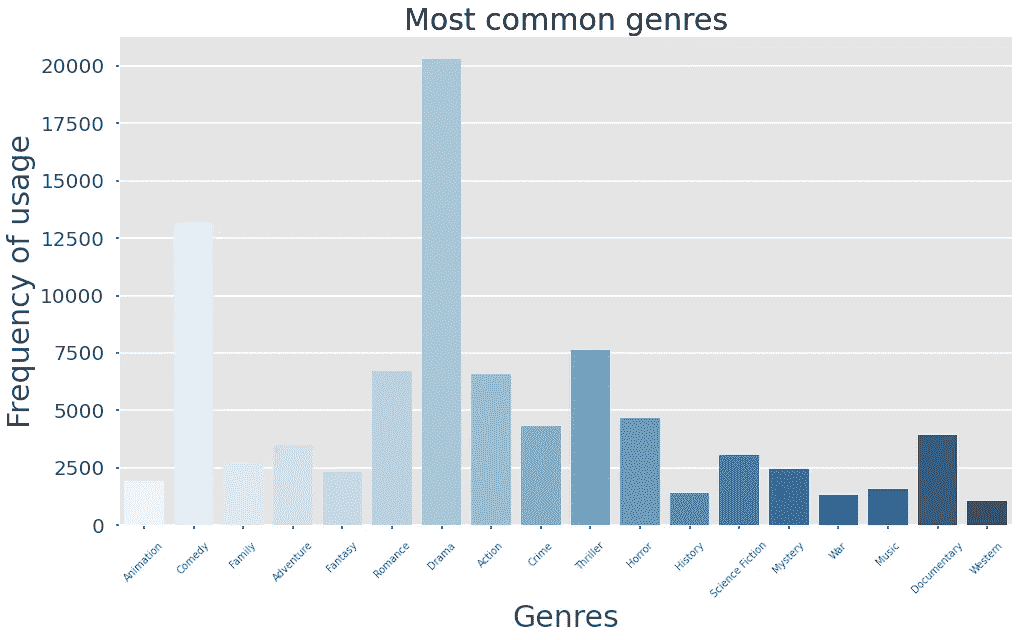 Most common genres
Frequency of usage
20000
17500
15000
12500
10000
7500
5000
2500
0
Animation
Comedy
Family
Adventure
Fantasy
Romance
Drama
Action
Crime
Thriller
Horror
History
Science Fiction
Mystery
War
Music
Documentary
Western
Genres